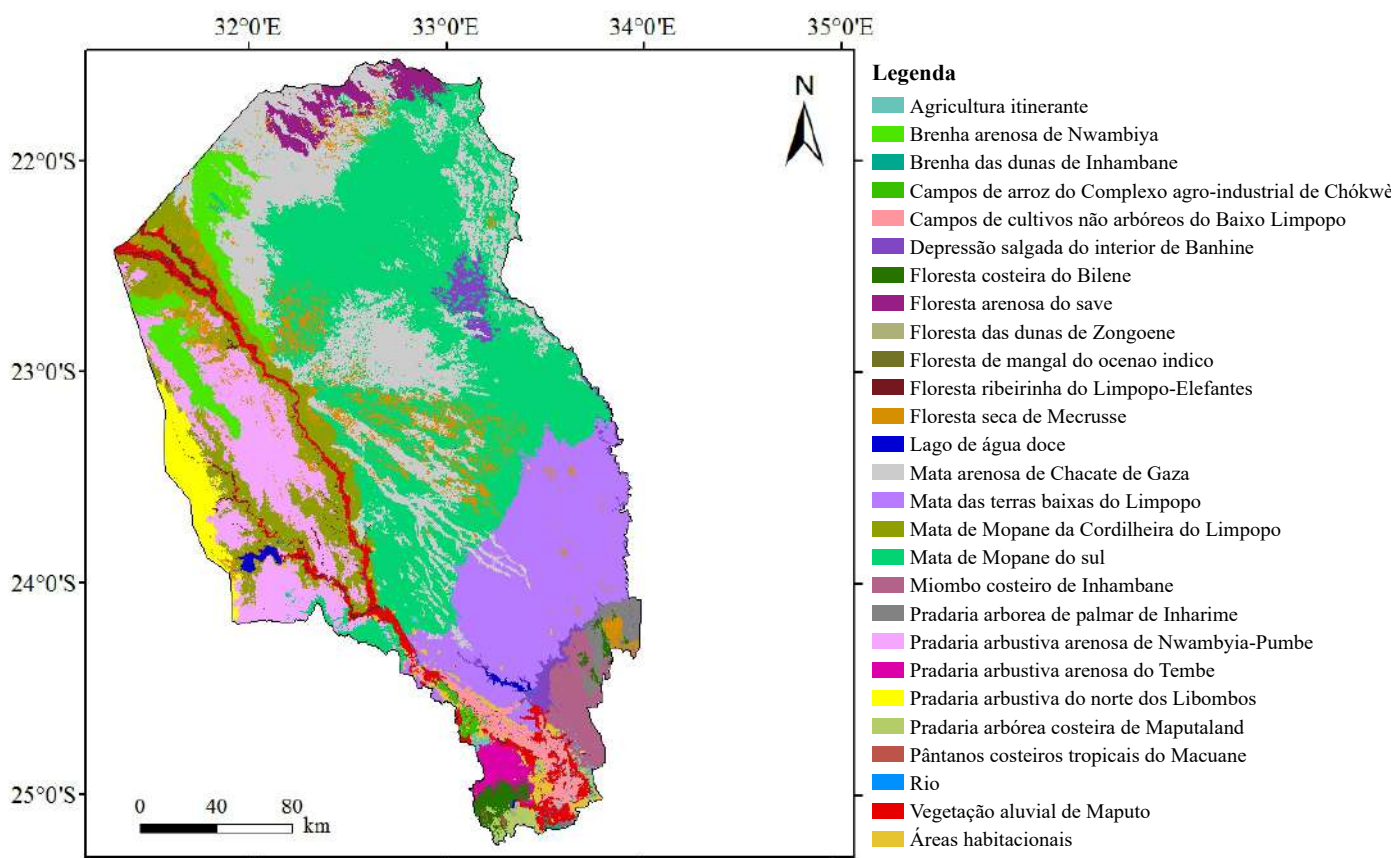 32°0'E 33°0'E 34°0'E 35°0'E
N
22°0'S
23°0'S
24°0'S
25°0'S
0 40 80
km
Legenda
Agricultura itinerante
Brenha arenosa de Nwambiya
Brenha das dunas de Inhambane
Campos de arroz do Complexo agro-industrial de Chókwè
Campos de cultivos não arbóreos do Baixo Limpopo
Depressão salgada do interior de Banhine
Floresta costeira do Bilene
Floresta arenosa do save
Floresta das dunas de Zongoene
Floresta de mangal do ocenao indico
Floresta ribeirinha do Limpopo-Elefantes
Floresta seca de Mecrusse
Lago de água doce
Mata arenosa de Chacate de Gaza
Mata das terras baixas do Limpopo
Mata de Mopane da Cordilheira do Limpopo
Mata de Mopane do sul
Miombo costeiro de Inhambane
Pradaria arborea de palmar de Inharime
Pradaria arbustiva arenosa de Nwambyia-Pumbe
Pradaria arbustiva arenosa do Tembe
Pradaria arbustiva do norte dos Libombos
Pradaria arbórea costeira de Maputaland
Pântanos costeiros tropicais do Macuane
Rio
Vegetação aluvial de Maputo
Áreas habitacionais